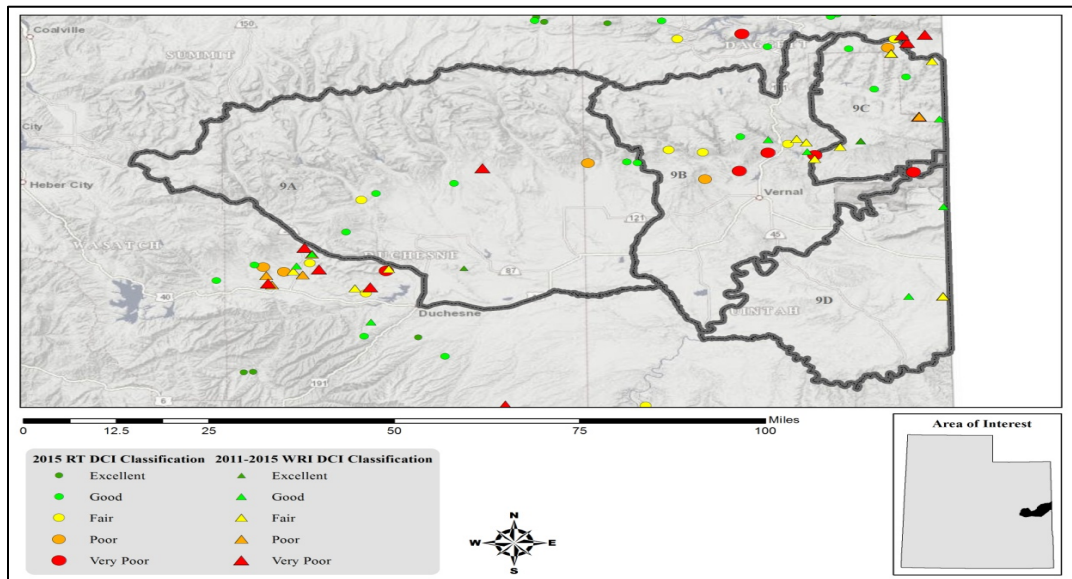 Coalville
150
SUMMIT
DAGGETT
City
9C
9A
9B
Heber City
Vernal
121
WASATCH
45
DUCHESNE
87
40
9D
Duchesne
UINTAH
191
6
Miles
0 12.5 25 50 75 100
Area of Interest
2015 RT DCI Classification 2011-2015 WRI DCI Classification
Excellent Excellent
Good Good
Fair Fair
Poor Poor
Very Poor Very Poor
N
W E
S